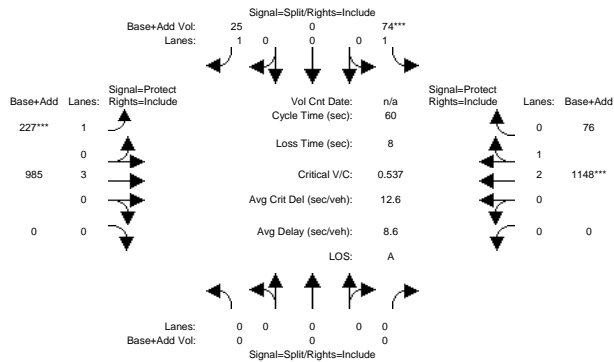 Signal=Split/Rights=Include
Base+Add Vol: 25 0 74***
Lanes: 1 0 0 0 1
Signal=Protect Signal=Protect
Base+Add Lanes: Rights=Include Vol Cnt Date: n/a Rights=Include Lanes: Base+Add
Cycle Time (sec): 60
227*** 1 0 76
Loss Time (sec): 8
0 1
985 3 Critical V/C: 0.537 2 1148***
0 Avg Crit Del (sec/veh): 12.6 0
0 0 Avg Delay (sec/veh): 8.6 0 0
LOS: A
Lanes: 0 0 0 0 0
Base+Add Vol: 0 0 0
Signal=Split/Rights=Include